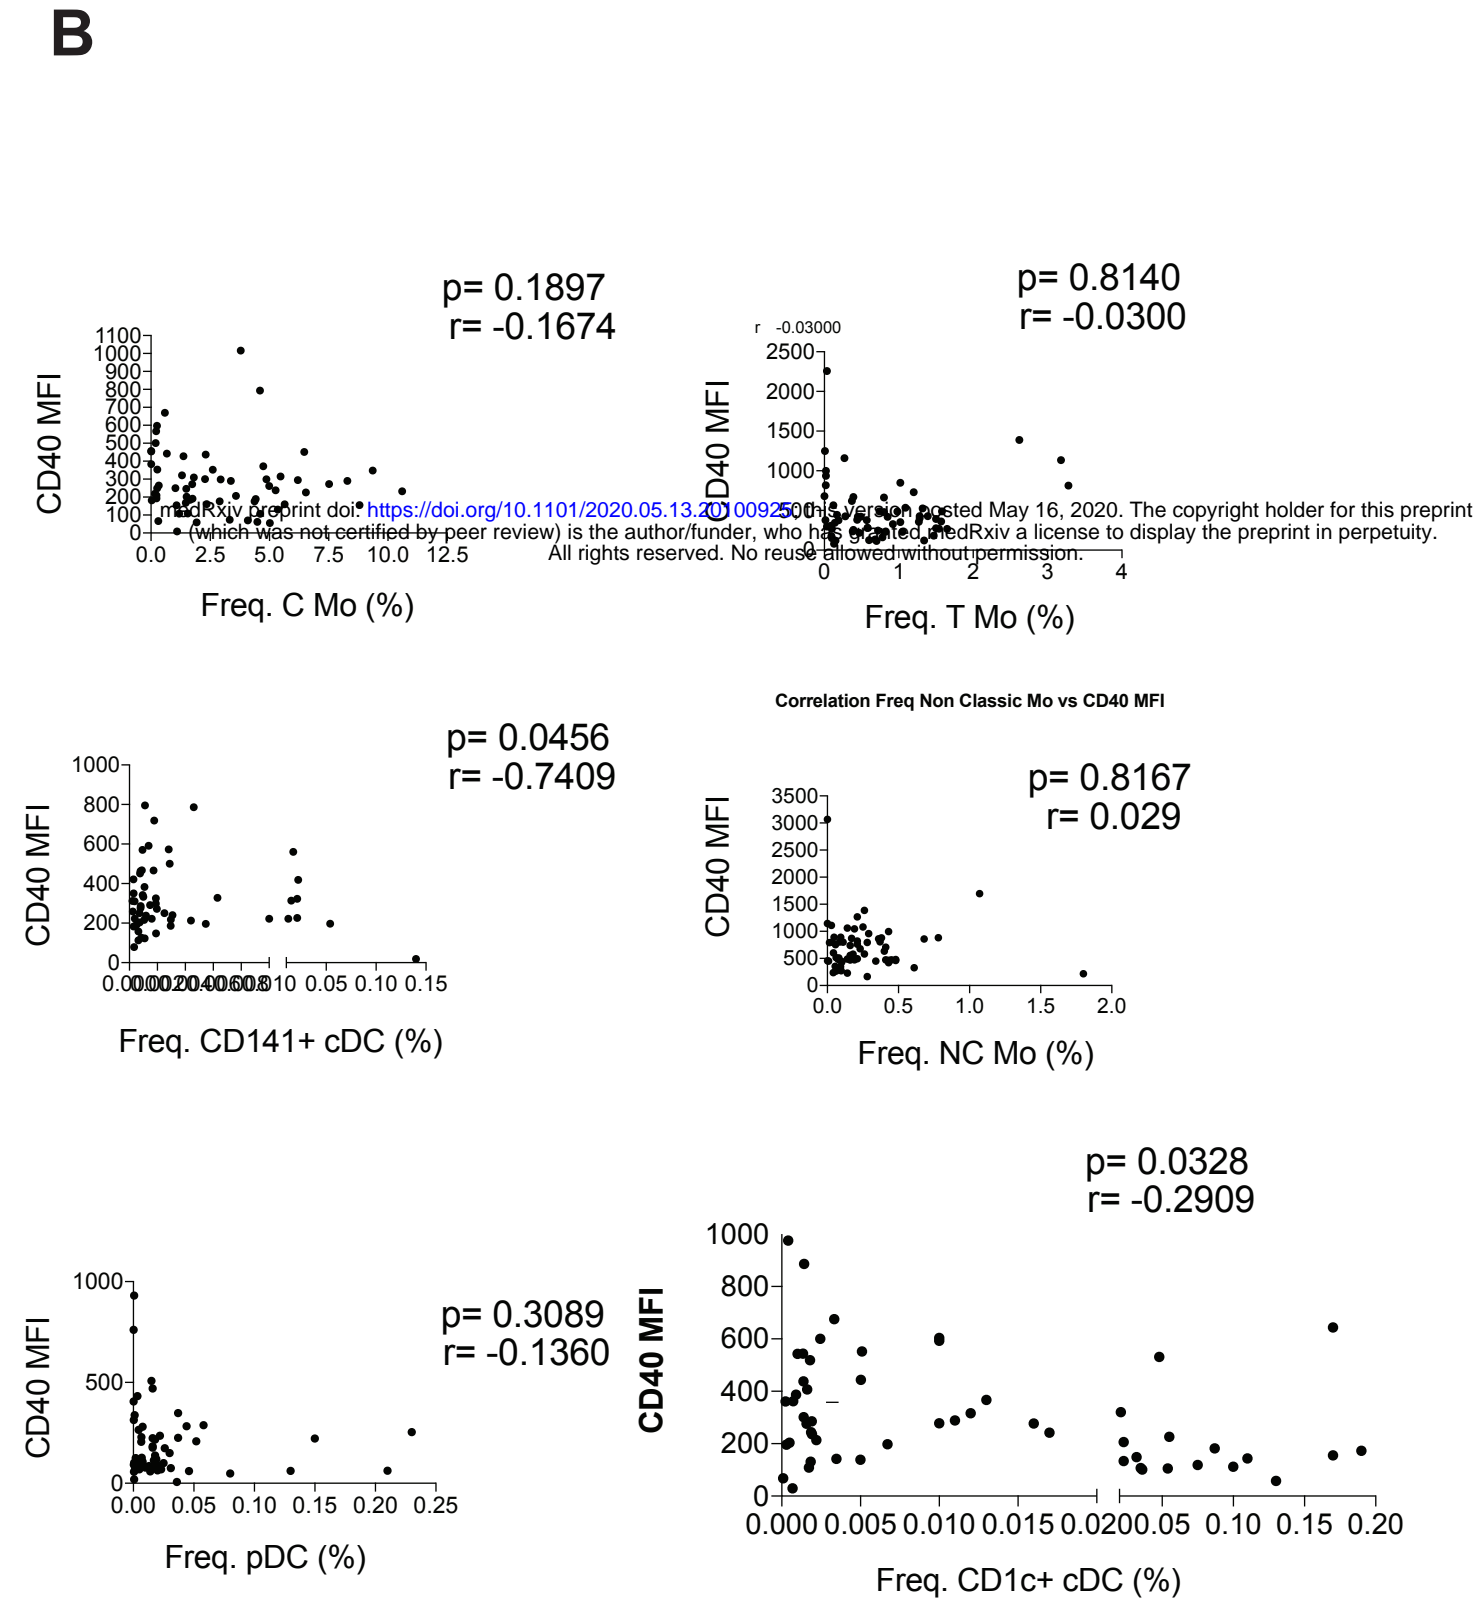 B
p= 0.1897
r= -0.1674
1100
1000
900
800
700
600
500
400
300
200
100
0
CD40 MFI
0.0 2.5 5.0 7.5 10.0 12.5
Freq. C Mo (%)
p= 0.8140
r= -0.0300
r -0.03000
2500
2000
1500
1000
500
0
CD40 MFI
0 1 2 3 4
Freq. T Mo (%)
medRxiv preprint doi: https://doi.org/10.1101/2020.05.13.20100925; this version posted May 16, 2020. The copyright holder for this preprint
(which was not certified by peer review) is the author/funder, who has granted medRxiv a license to display the preprint in perpetuity.
All rights reserved. No reuse allowed without permission.
p= 0.0456
r= -0.7409
1000
800
600
400
200
0
CD40 MFI
0.05 0.10 0.15
Freq. CD141+ cDC (%)
Correlation Freq Non Classic Mo vs CD40 MFI
p= 0.8167
r= 0.029
3500
3000
2500
2000
1500
1000
500
0
CD40 MFI
0.0 0.5 1.0 1.5 2.0
Freq. NC Mo (%)
p= 0.3089
r= -0.1360
1000
500
0
CD40 MFI
0.00 0.05 0.10 0.15 0.20 0.25
Freq. pDC (%)
p= 0.0328
r= -0.2909
1000
800
600
400
200
0
CD40 MFI
0.000 0.005 0.010 0.015 0.020 0.05 0.10 0.15 0.20
Freq. CD1c+ cDC (%)